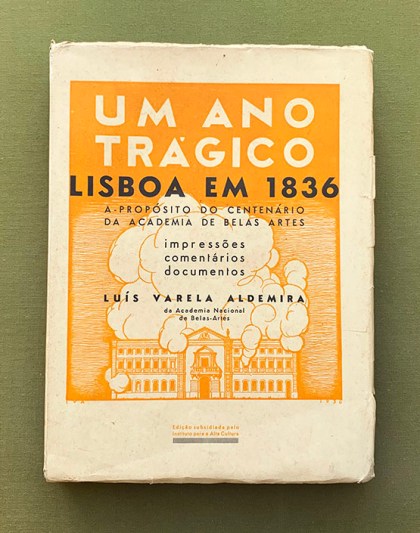 UM ANO
TRÁGICO
LISBOA EM 1836
A-PROPÓSITO DO CENTENÁRIO
DA ACADEMIA DE BELAS ARTES
impressões
comentários
documentos
LUÍS VARELA ALDEMIRA
da Academia Nacional
de Belas-Artes
Edição subsidiada pelo
Instituto para a Alta Cultura